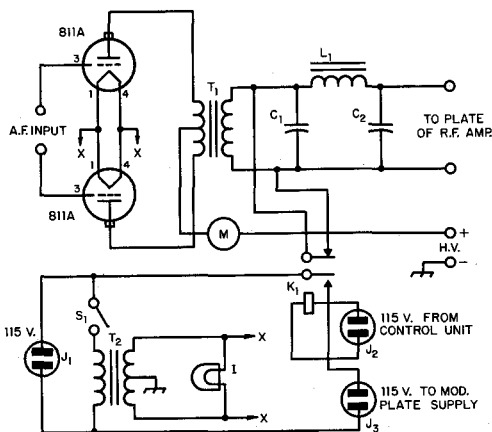 811A
3
1
4
A.F. INPUT
X
X
1
4
3
811A
T1
L1
C1
C2
TO PLATE
OF R.F. AMP.
M
+
H.V.
-
K1
115 V.
J1
S1
T2
I
X
X
115 V. FROM
CONTROL UNIT
J2
115 V. TO MOD.
PLATE SUPPLY
J3